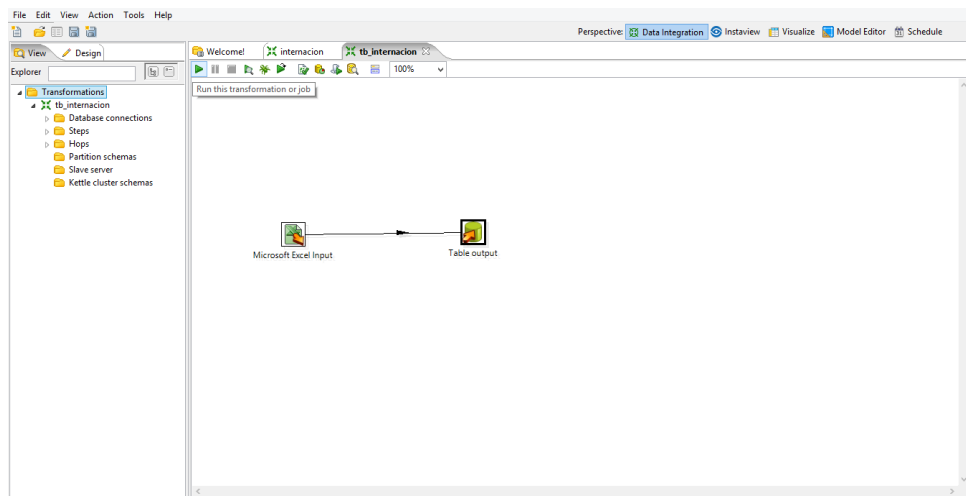 File Edit View Action Tools Help
Perspective: Data Integration Instaview Visualize Model Editor Schedule
View Design
Welcome! internacion tb_internacion
Explorer
100%
Run this transformation or job
Transformations
tb_internacion
Database connections
Steps
Hops
Partition schemas
Slave server
Kettle cluster schemas
Microsoft Excel Input
Table output